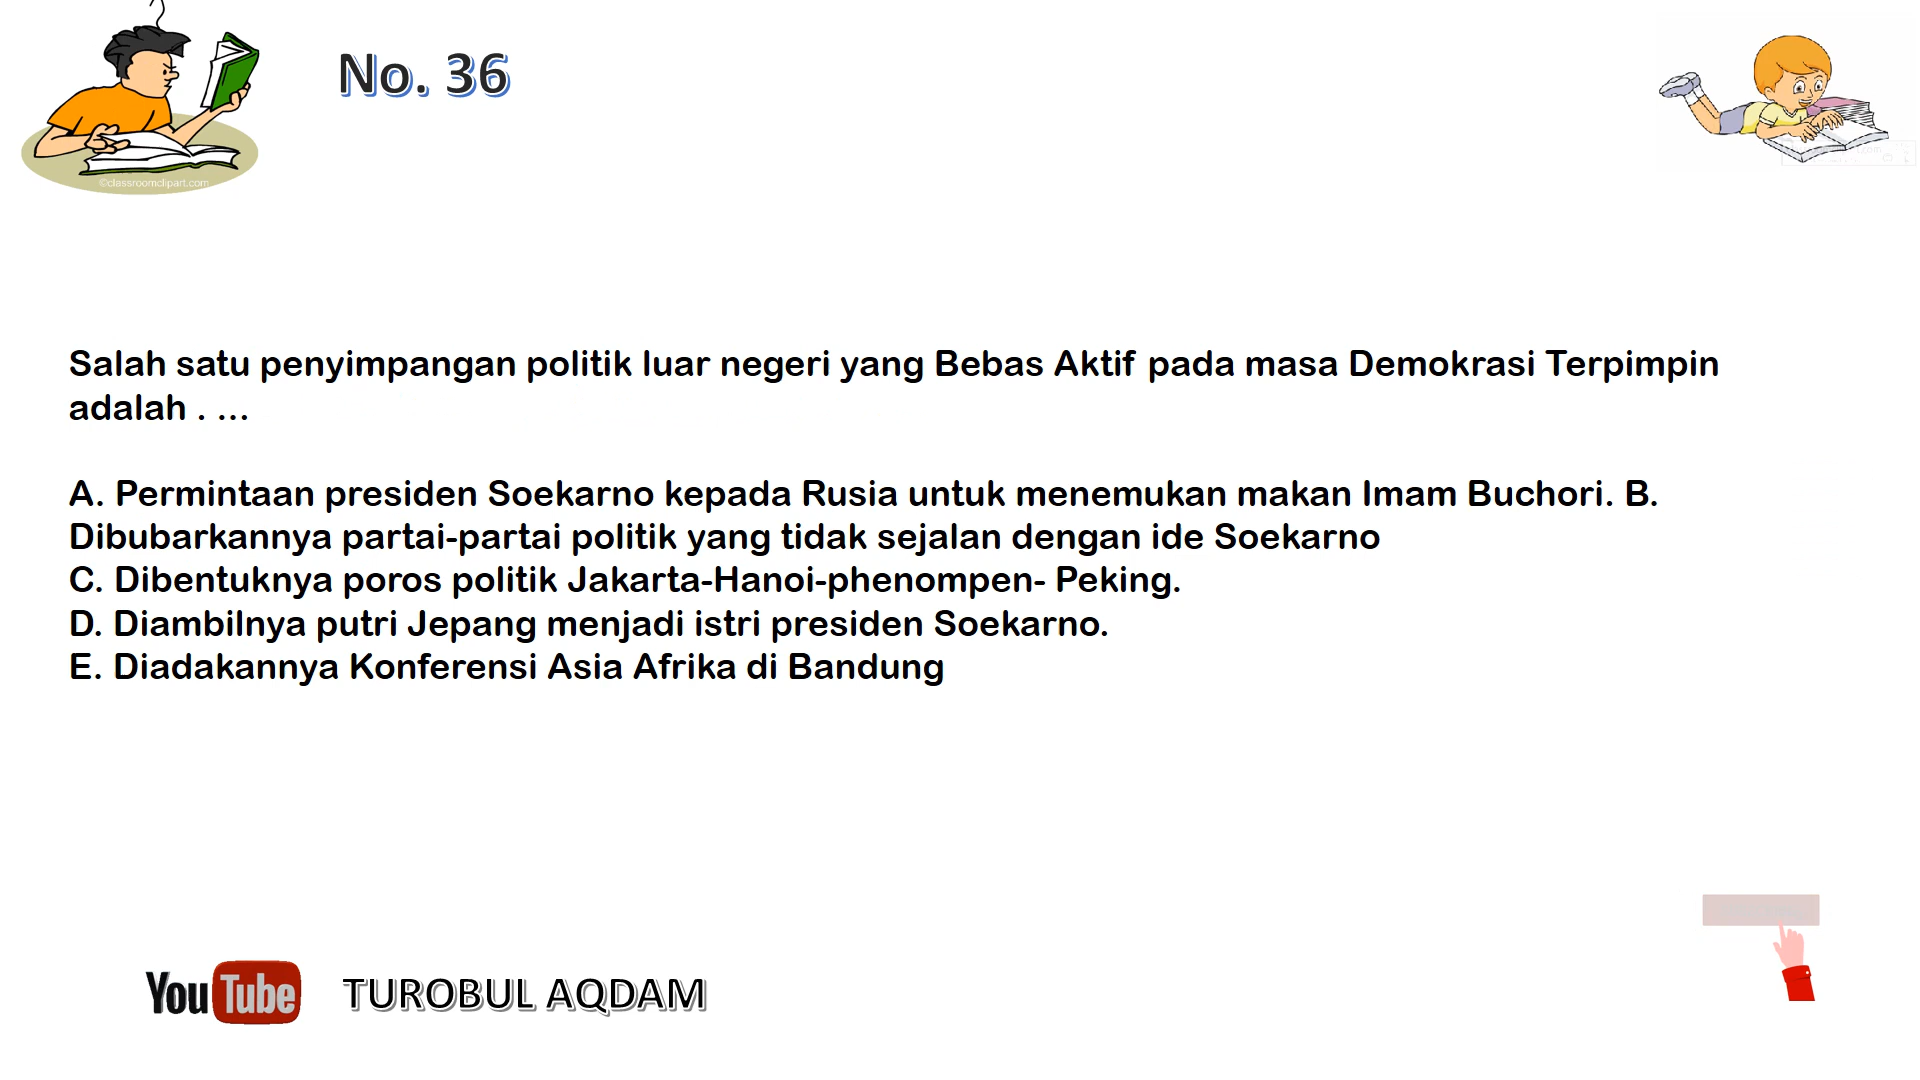 No. 36
©classroomclipart.com
Salah satu penyimpangan politik luar negeri yang Bebas Aktif pada masa Demokrasi Terpimpin
adalah . ...
A. Permintaan presiden Soekarno kepada Rusia untuk menemukan makan Imam Buchori. B.
Dibubarkannya partai-partai politik yang tidak sejalan dengan ide Soekarno
C. Dibentuknya poros politik Jakarta-Hanoi-phenompen- Peking.
D. Diambilnya putri Jepang menjadi istri presiden Soekarno.
E. Diadakannya Konferensi Asia Afrika di Bandung
YouTube TUROBUL AQDAM